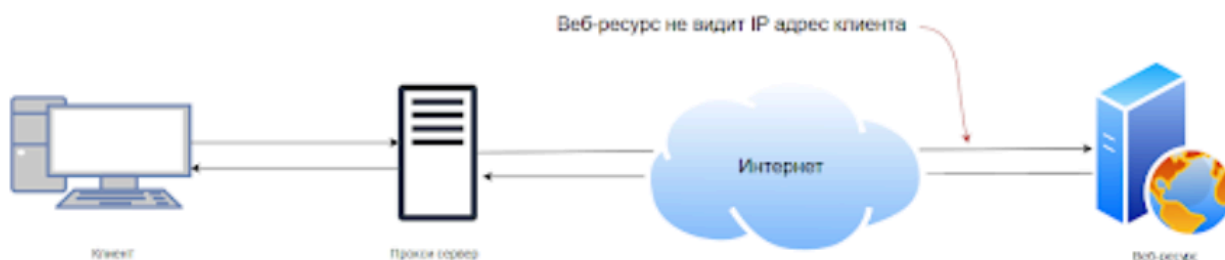 Веб-ресурс не видит IP адрес клиента
Интернет
Клиент
Прокси сервер
Веб-ресурс